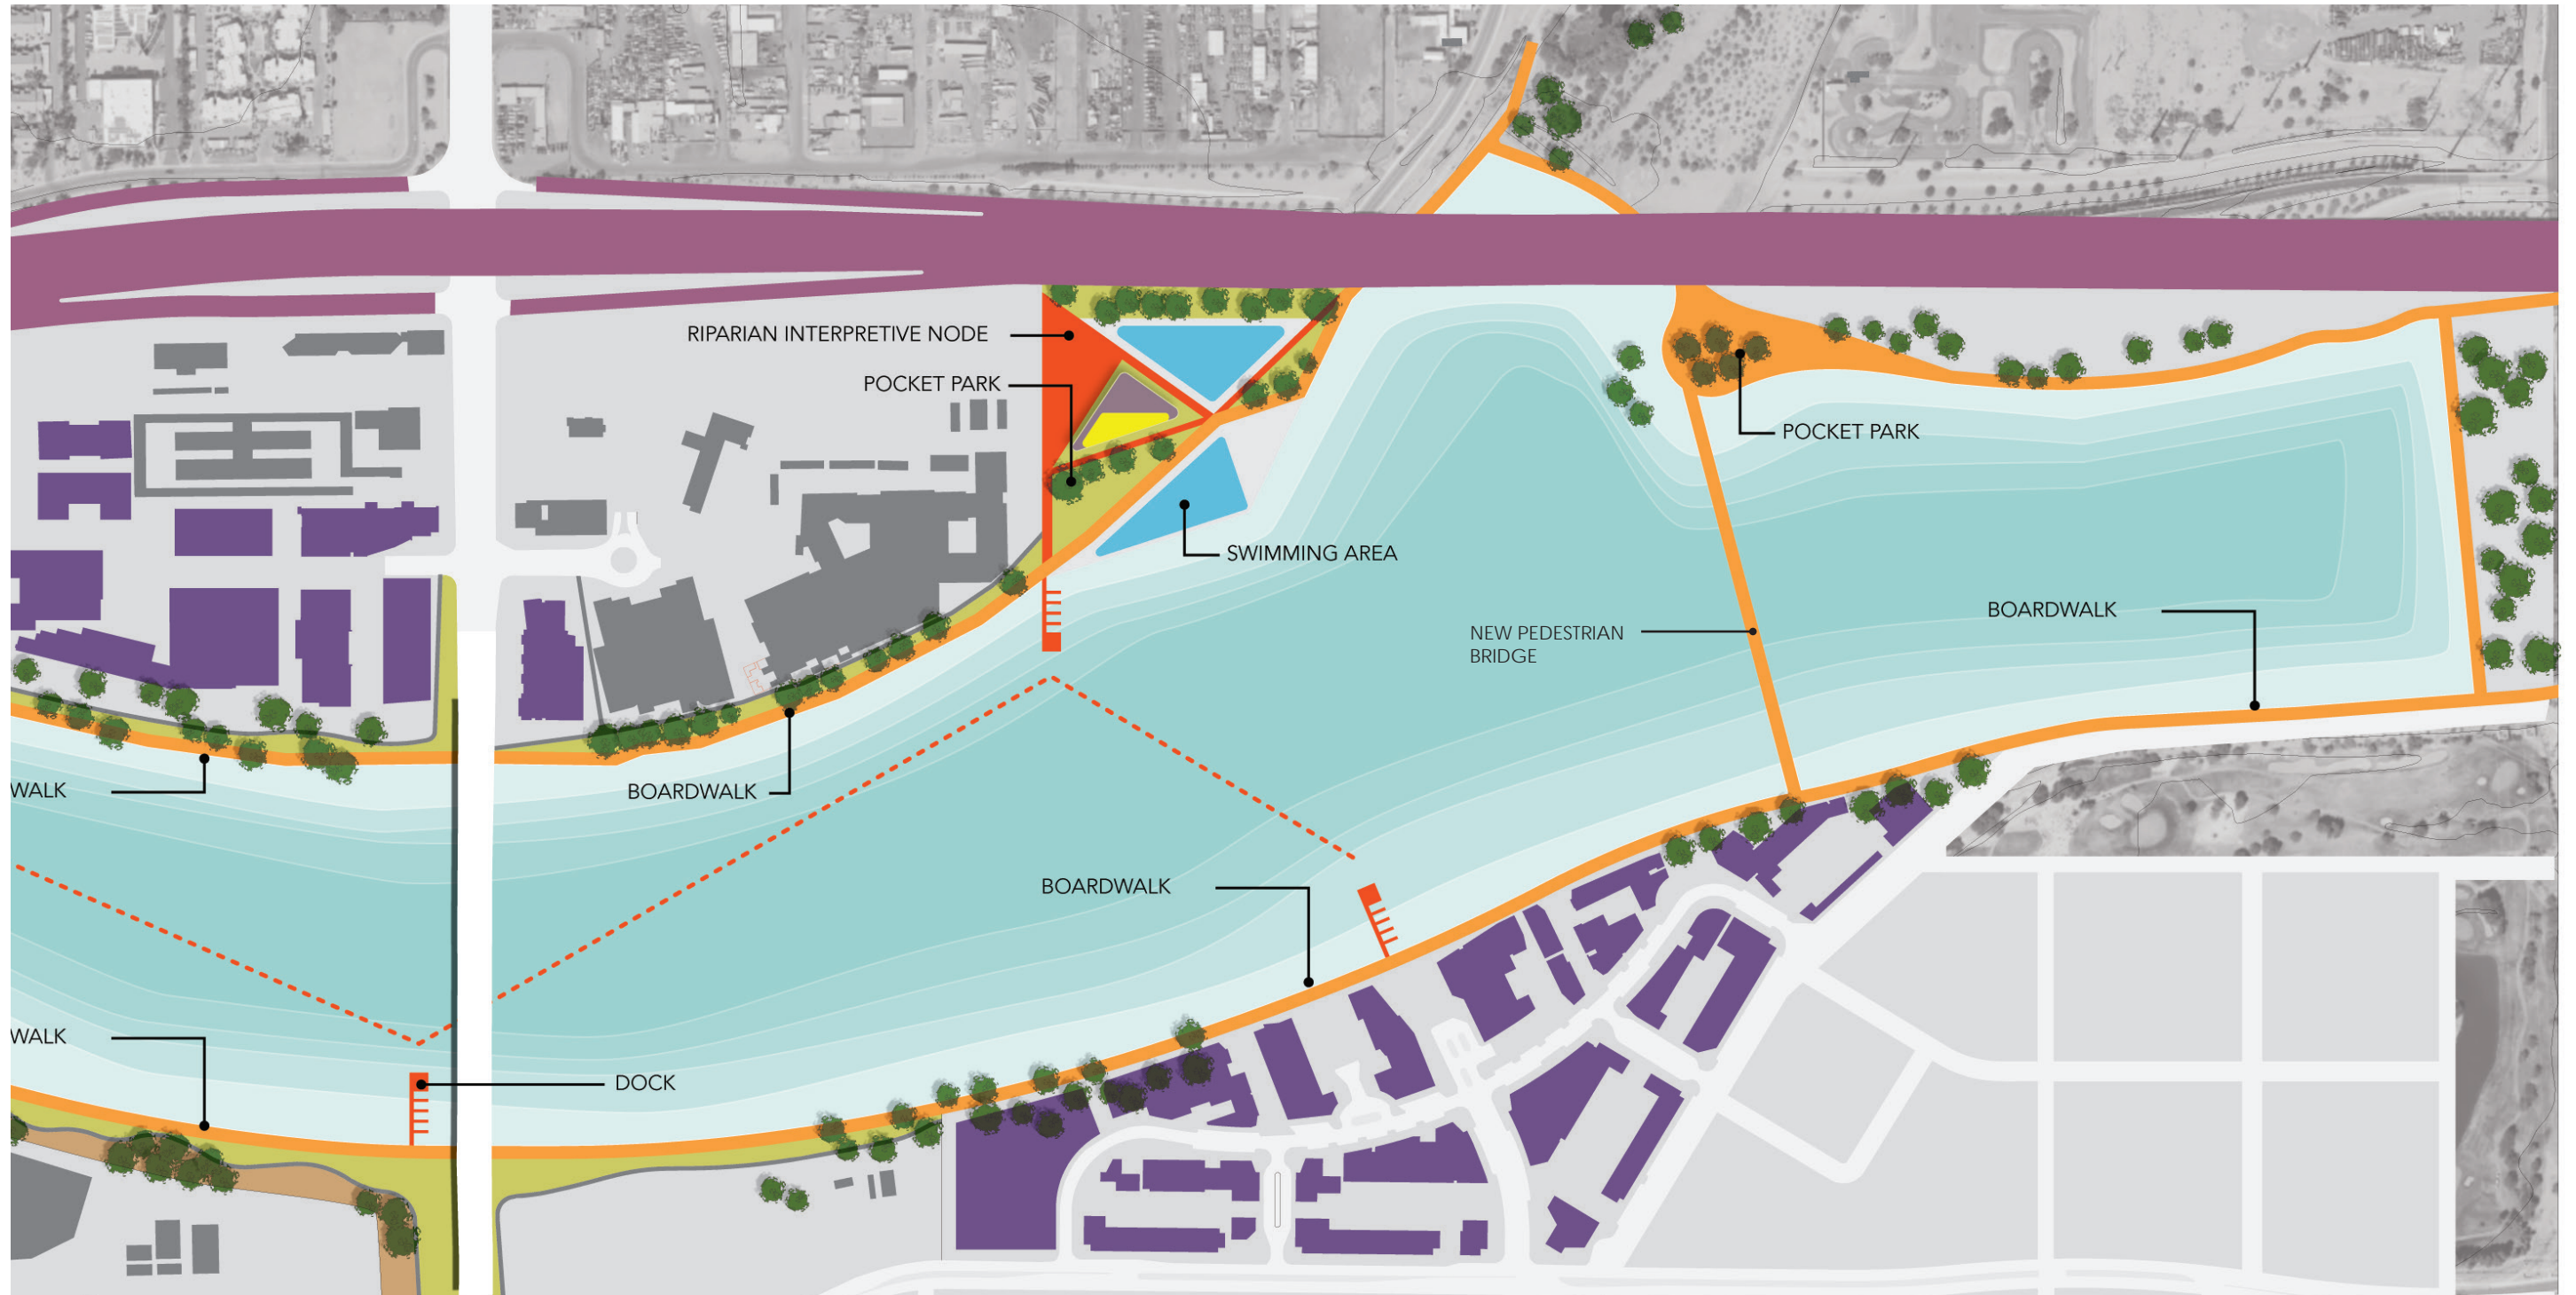 RIPARIAN INTERPRETIVE NODE
POCKET PARK
POCKET PARK
SWIMMING AREA
BOARDWALK
NEW PEDESTRIAN
BRIDGE
WALK
BOARDWALK
BOARDWALK
WALK
DOCK